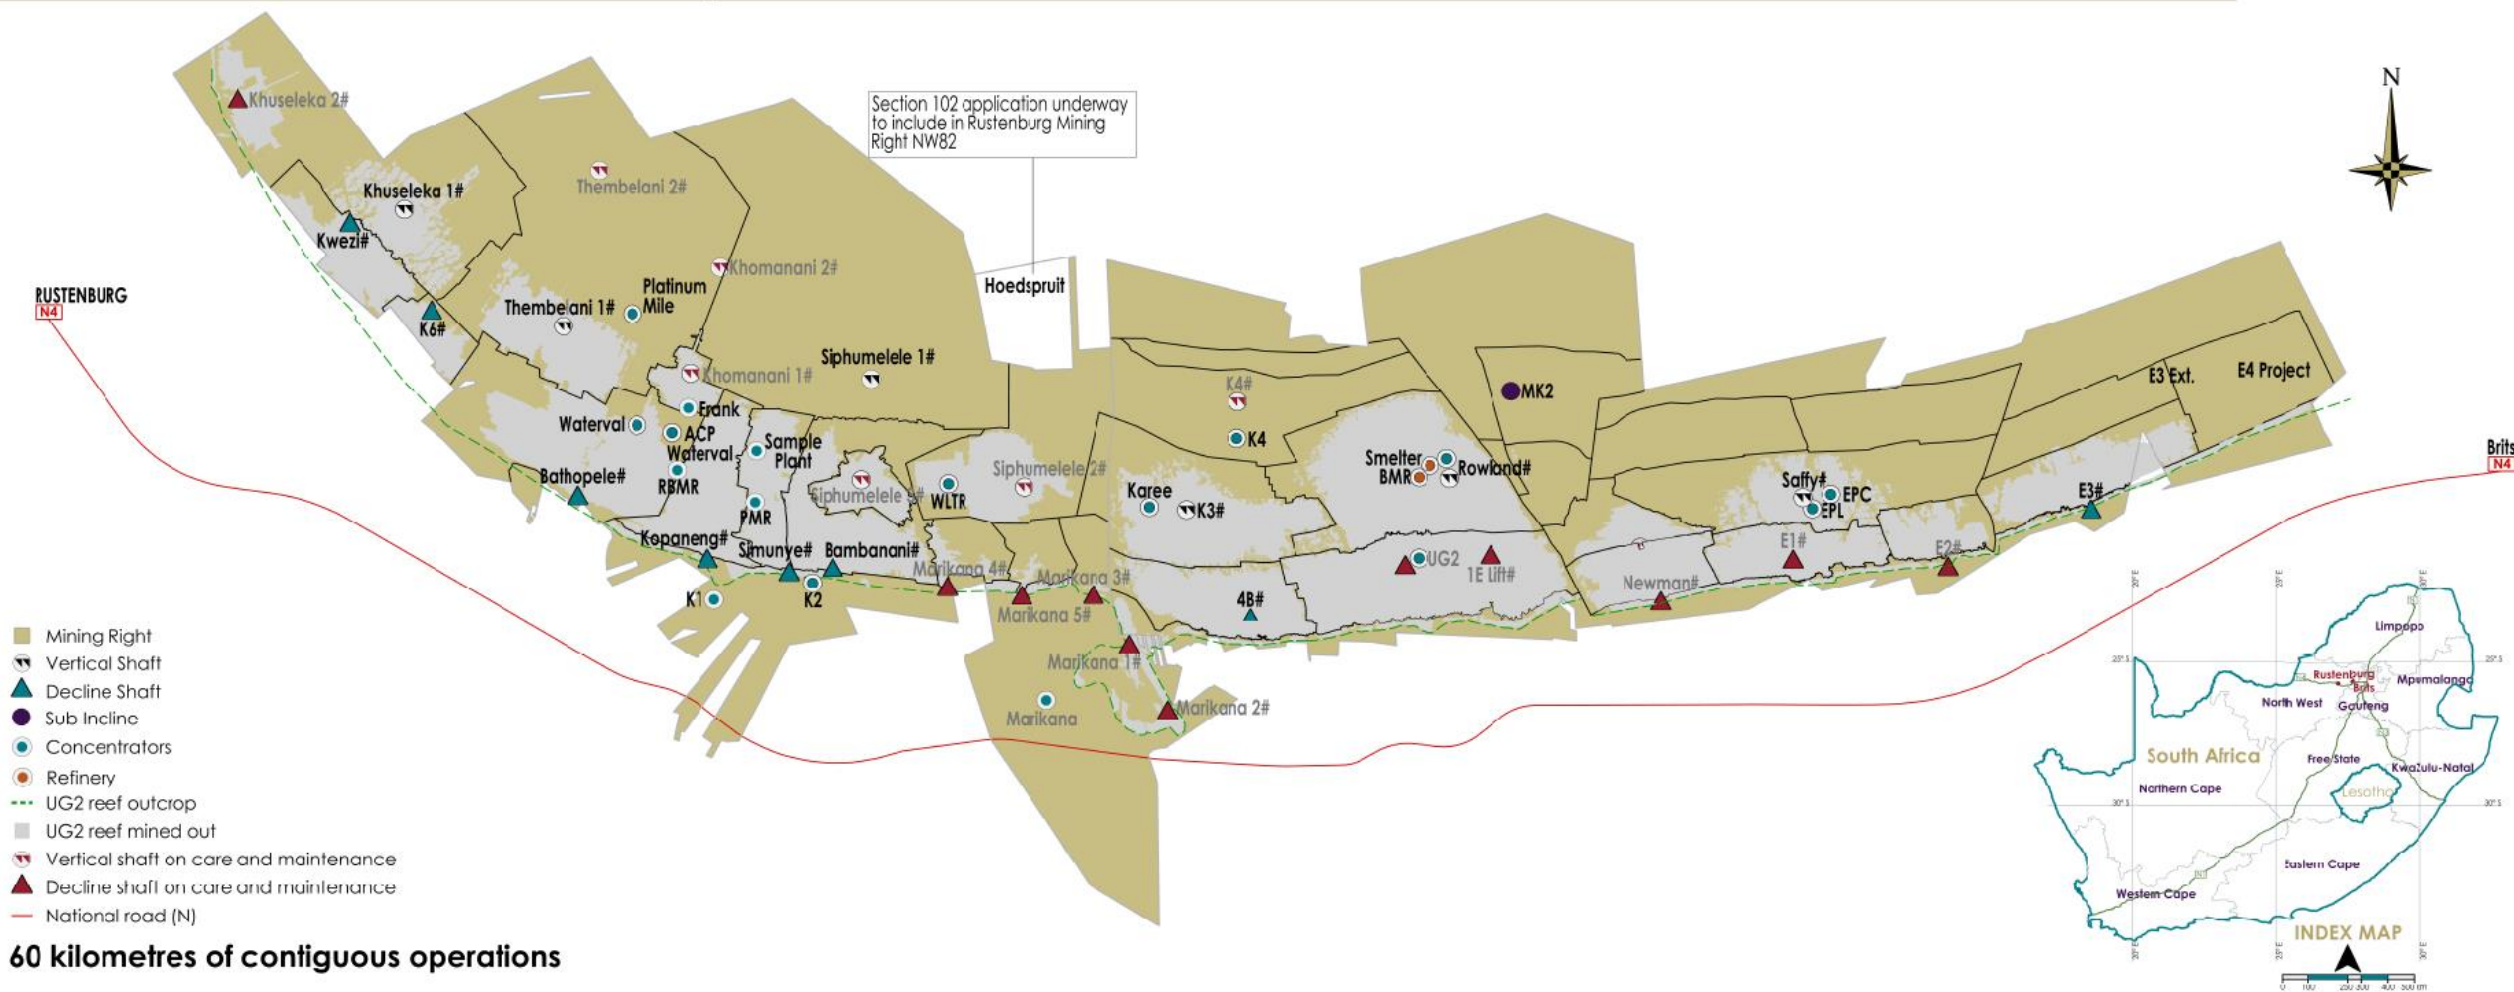 Section 102 application underway
to include in Rustenburg Mining
Right NW82
N
Khuseleka 2#
Khuseleka 1#
Thembelani 2#
Kwezi#
Khomanani 2#
Hoedspruit
Platinum
Mile
RUSTENBURG
N4
Thembelani 1#
K6#
Siphumelele 1#
Khomanani 1#
K4#
MK2
E3 Ext.
E4 Project
Frank
Waterval
ACP
Waterval
Sample
Plant
K4
Smelter
BMR
Rowland#
Brits
N4
Bathopele#
RBMR
Siphumelele 2#
WLTR
Karee
K3#
Saffy#
EPC
EPL
E3#
PMR
Siphumelele
Kopaneng#
Simunye#
Bambanani#
Marikana 4#
Marikana 3#
UG2
1E Lift#
E1#
E2#
Newman#
K1
K2
Marikana 5#
4B#
Marikana 1#
Marikana
Marikana 2#
Mining Right
Vertical Shaft
Decline Shaft
Sub Incline
Concentrators
Refinery
UG2 reef outcrop
UG2 reef mined out
Vertical shaft on care and maintenance
Decline shaft on care and maintenance
National road (N)
60 kilometres of contiguous operations
Limpopo
25° S
25° S
Rustenburg
Brits
Mpumalanga
North West
Gauteng
South Africa
Free State
KwaZulu-Natal
Northern Cape
Lesotho
30° S
30° S
Eastern Cape
Western Cape
INDEX MAP